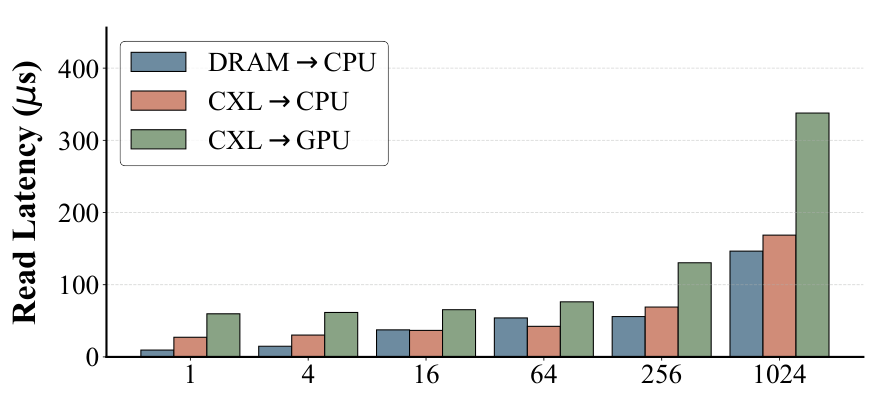 Read Latency (μs)
400
300
200
100
0
DRAM → CPU
CXL → CPU
CXL → GPU
1 4 16 64 256 1024